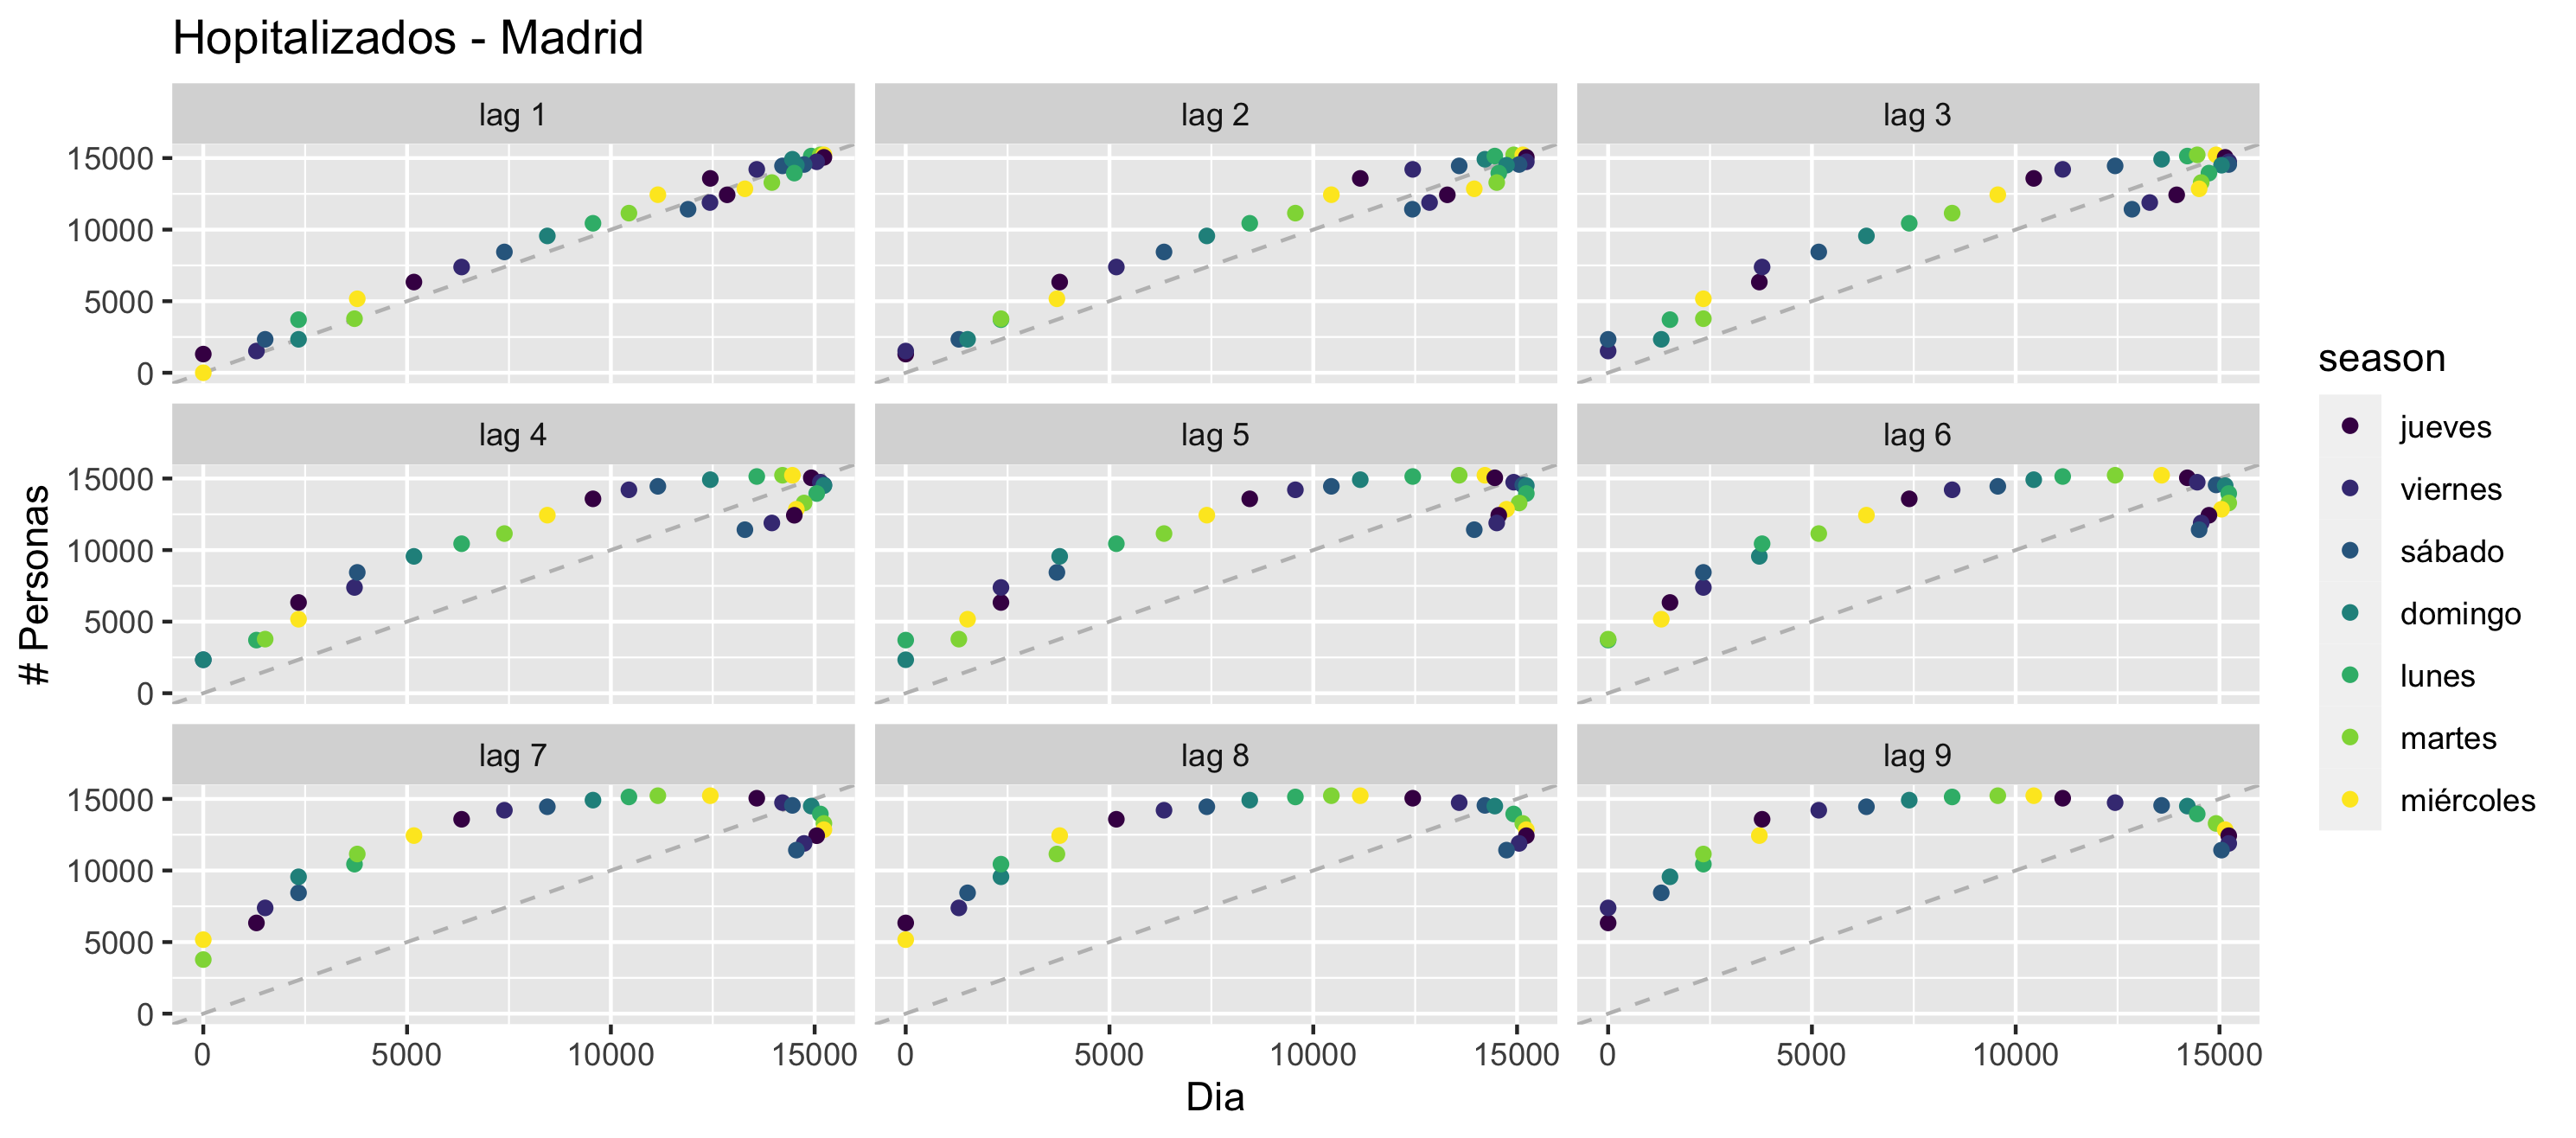 Hopitalizados - Madrid
lag 1
lag 2
lag 3
15000
10000
5000
0
lag 4
lag 5
lag 6
15000
10000
5000
0
lag 7
lag 8
lag 9
15000
10000
5000
0
0 5000 10000 15000
0 5000 10000 15000
0 5000 10000 15000
Dia
# Personas
season
jueves
viernes
sábado
domingo
lunes
martes
miércoles